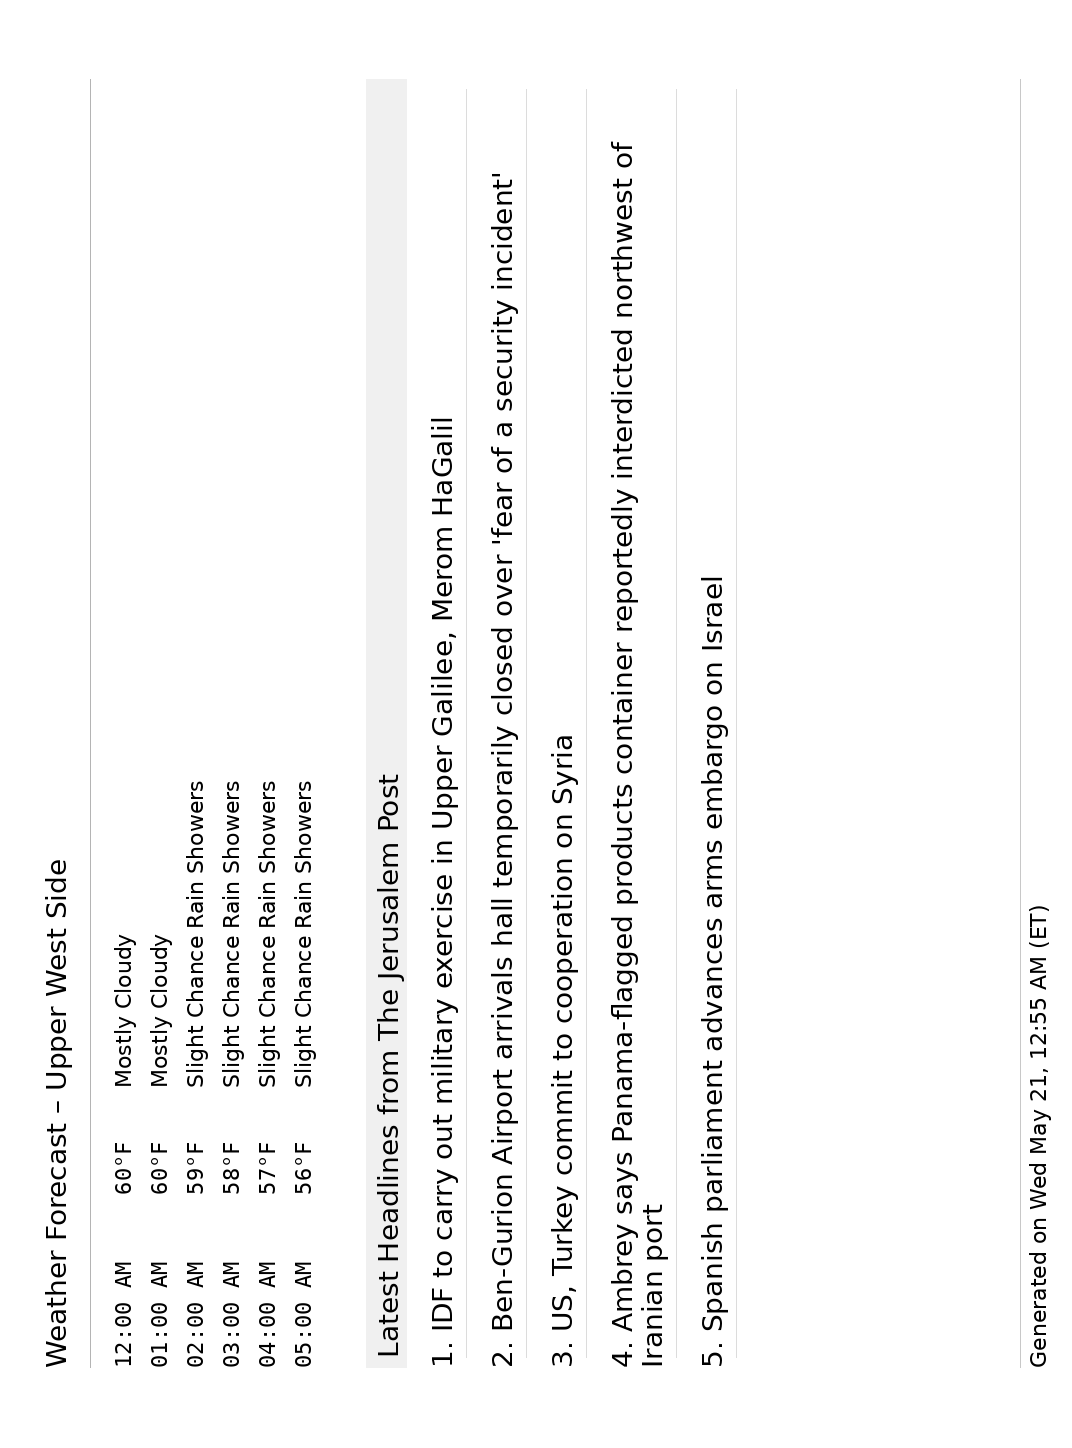 Weather Forecast – Upper West Side
12:00 AM 60°F Mostly Cloudy
01:00 AM 60°F Mostly Cloudy
02:00 AM 59°F Slight Chance Rain Showers
03:00 AM 58°F Slight Chance Rain Showers
04:00 AM 57°F Slight Chance Rain Showers
05:00 AM 56°F Slight Chance Rain Showers
Latest Headlines from The Jerusalem Post
1. IDF to carry out military exercise in Upper Galilee, Merom HaGalil
2. Ben-Gurion Airport arrivals hall temporarily closed over 'fear of a security incident'
3. US, Turkey commit to cooperation on Syria
4. Ambrey says Panama-flagged products container reportedly interdicted northwest of
Iranian port
5. Spanish parliament advances arms embargo on Israel
Generated on Wed May 21, 12:55 AM (ET)